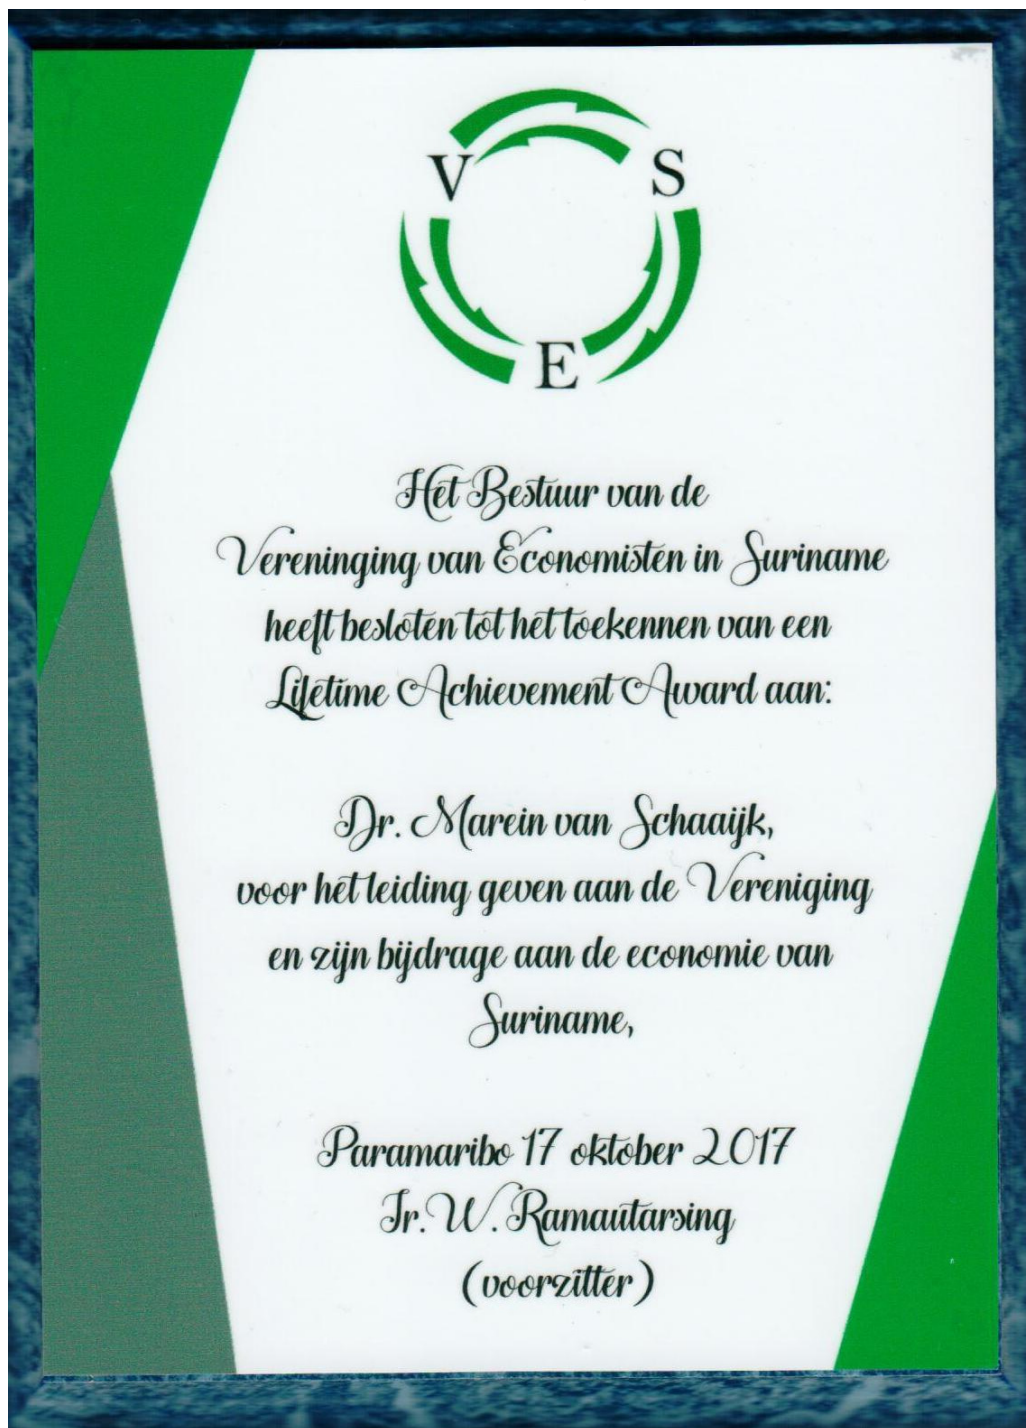 V S
E
Het Bestuur van de
Vereninging van Economisten in Suriname
heeft besloten tot het toekennen van een
Lifetime Achievement Award aan:
Dr. Marein van Schaaijk,
voor het leiding geven aan de Vereniging
en zijn bijdrage aan de economie van
Suriname,
Paramaribo 17 oktober 2017
Ir. W. Ramautarsing
(voorzitter)